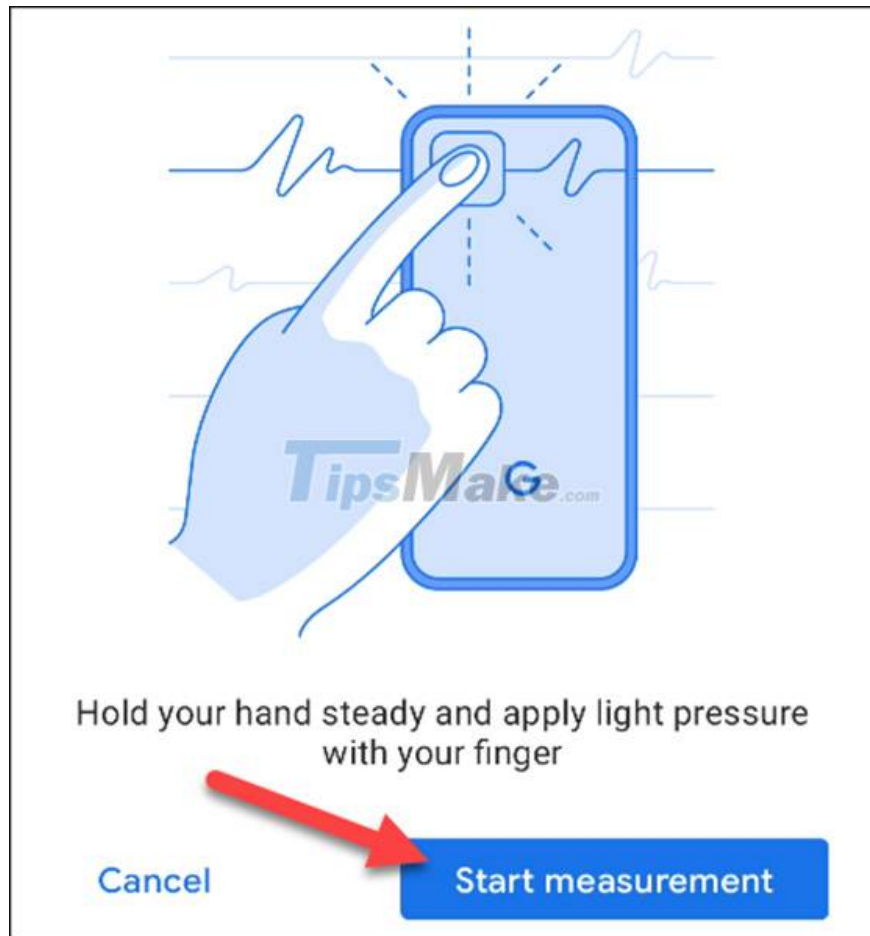 TipsMake.com
G
Hold your hand steady and apply light pressure
with your finger
Cancel
Start measurement